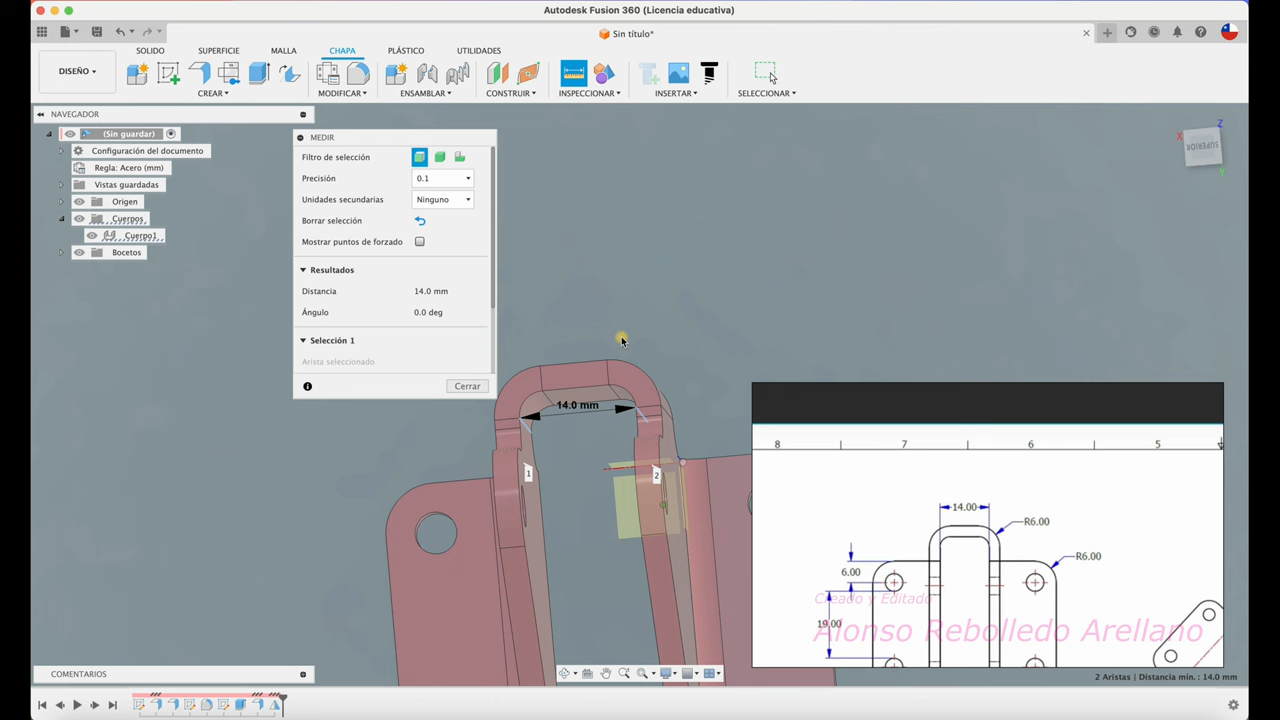 Autodesk Fusion 360 (Licencia educativa)
Sin título*
DISEÑO
SOLIDO
SUPERFICIE
MALLA
CHAPA
PLÁSTICO
UTILIDADES
CREAR
MODIFICAR
ENSAMBLAR
CONSTRUIR
INSPECCIONAR
INSERTAR
SELECCIONAR
NAVEGADOR
(Sin guardar)
Configuración del documento
Regla: Acero (mm)
Vistas guardadas
Origen
Cuerpos
Cuerpo1
Bocetos
MEDIR
Filtro de selección
Precisión 0.1
Unidades secundarias Ninguno
Borrar selección
Mostrar puntos de forzado
Resultados
Distancia 14.0 mm
Ángulo 0.0 deg
Selección 1
Arista seleccionado
Cerrar
Z
X
SUPERIOR
Y
14.0 mm
1
2
8 7 6 5
14.00
R6.00
R6.00
6.00
19.00
Creado y Editado
Alonso Rebolledo Arellano
COMENTARIOS
2 Aristas | Distancia min. : 14.0 mm